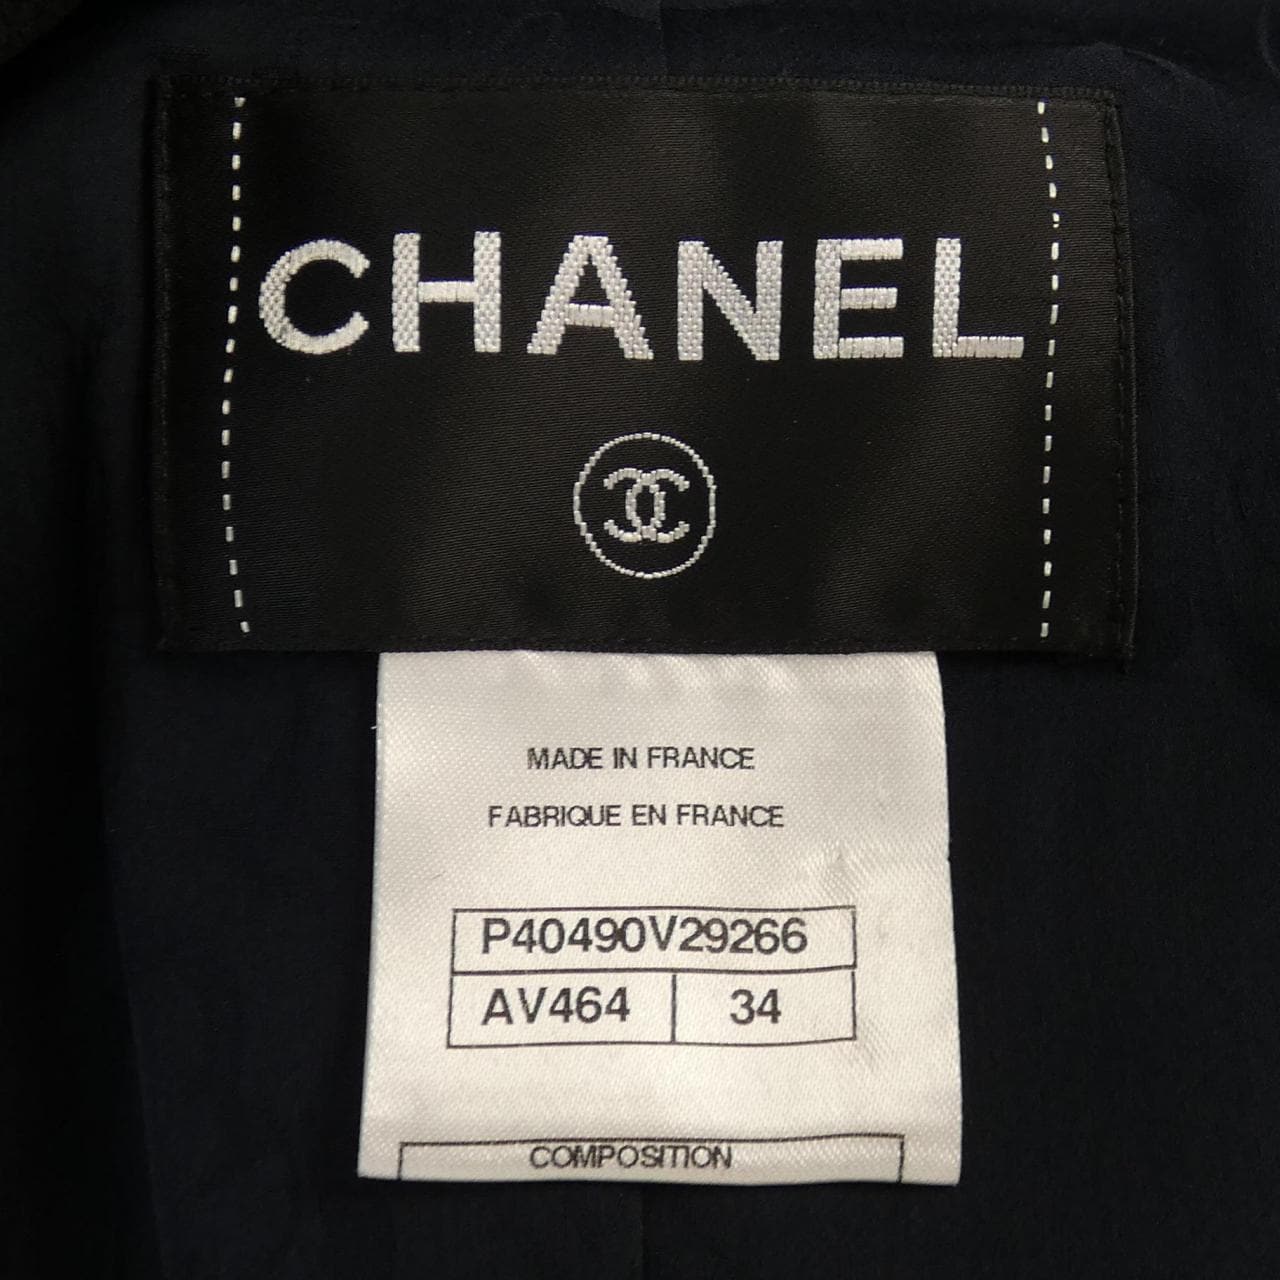 CHANEL
MADE IN FRANCE
FABRIQUE EN FRANCE
P40490V29266
AV464 34
COMPOSITION